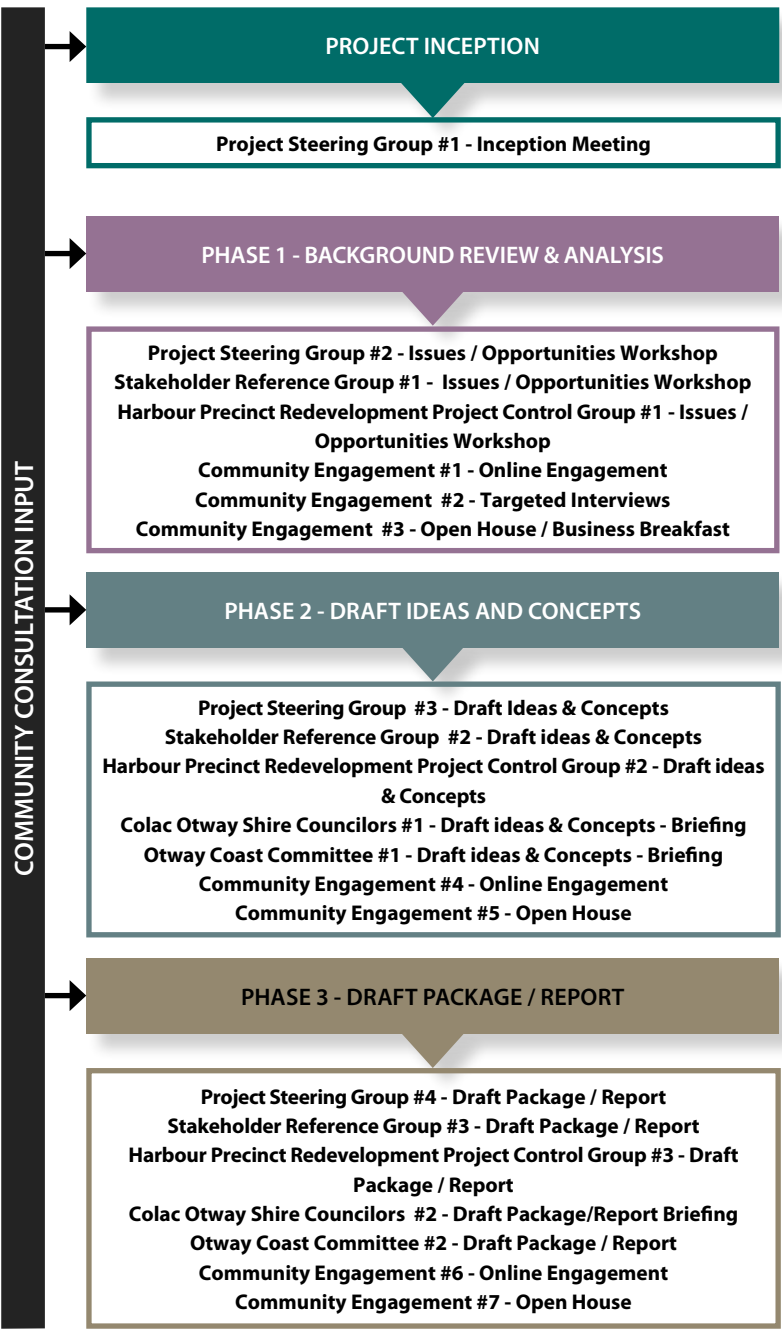 COMMUNITY CONSULTATION INPUT
PROJECT INCEPTION
Project Steering Group #1 - Inception Meeting
PHASE 1 - BACKGROUND REVIEW & ANALYSIS
Project Steering Group #2 - Issues / Opportunities Workshop
Stakeholder Reference Group #1 - Issues / Opportunities Workshop
Harbour Precinct Redevelopment Project Control Group #1 - Issues /
Opportunities Workshop
Community Engagement #1 - Online Engagement
Community Engagement #2 - Targeted Interviews
Community Engagement #3 - Open House / Business Breakfast
PHASE 2 - DRAFT IDEAS AND CONCEPTS
Project Steering Group #3 - Draft Ideas & Concepts
Stakeholder Reference Group #2 - Draft ideas & Concepts
Harbour Precinct Redevelopment Project Control Group #2 - Draft ideas
& Concepts
Colac Otway Shire Councilors #1 - Draft ideas & Concepts - Briefing
Otway Coast Committee #1 - Draft ideas & Concepts - Briefing
Community Engagement #4 - Online Engagement
Community Engagement #5 - Open House
PHASE 3 - DRAFT PACKAGE / REPORT
Project Steering Group #4 - Draft Package / Report
Stakeholder Reference Group #3 - Draft Package / Report
Harbour Precinct Redevelopment Project Control Group #3 - Draft
Package / Report
Colac Otway Shire Councilors #2 - Draft Package/Report Briefing
Otway Coast Committee #2 - Draft Package / Report
Community Engagement #6 - Online Engagement
Community Engagement #7 - Open House